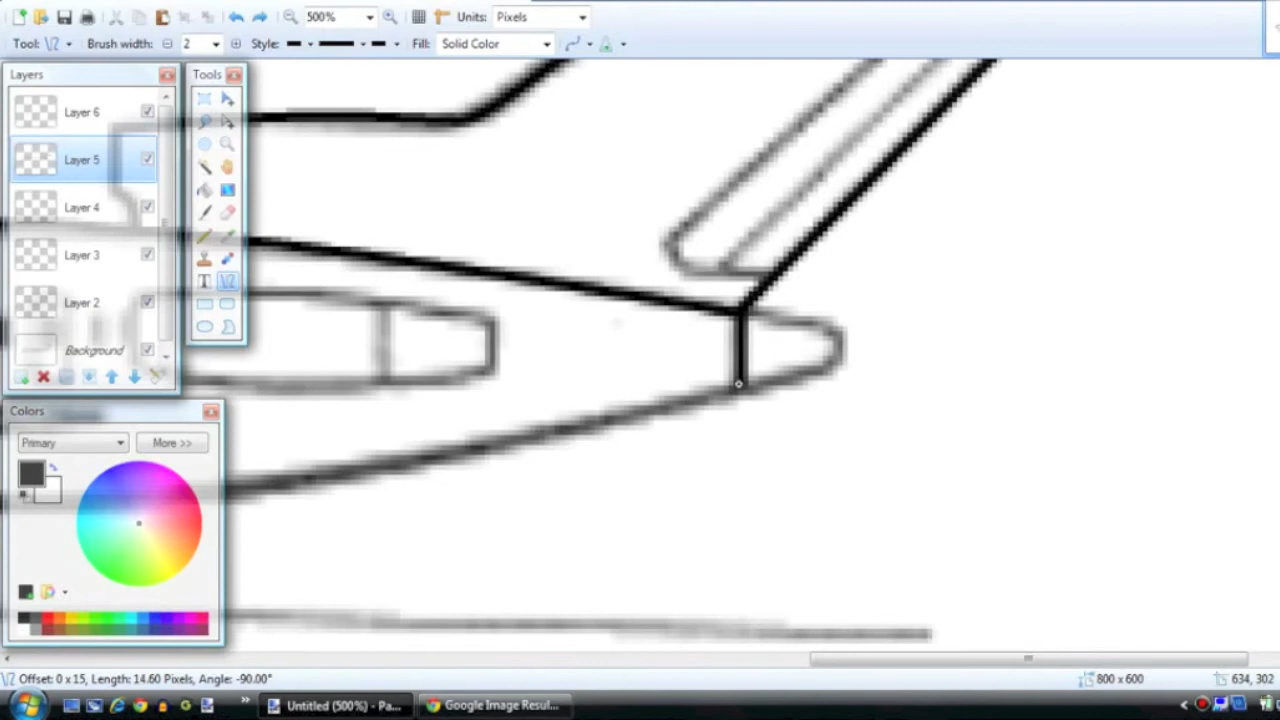 500% Units: Pixels
Tool: Brush width: 2 Style: Fill: Solid Color
Layers
Tools
Layer 6
Layer 5
Layer 4
Layer 3
Layer 2
Background
T
Colors
Primary More >>
Offset: 0 x 15, Length: 14.60 Pixels, Angle: -90.00° 800 x 600 634, 302
Untitled (500%) - Pa... Google Image Resul...